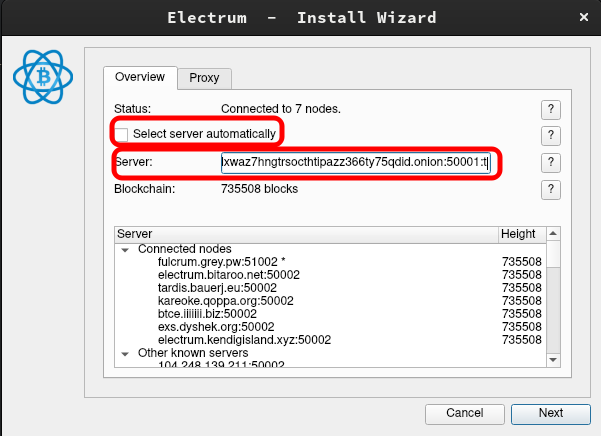 Electrum – Install Wizard
Overview
Proxy
Status:
Connected to 7 nodes.
?
Select server automatically
?
Server:
lxwaz7hngtrsocthtipazz366ty75qdid.onion:50001:t
?
Blockchain:
735508 blocks
?
Server
Height
Connected nodes
fulcrum.grey.pw:51002 *
735508
electrum.bitaroo.net:50002
735508
tardis.bauerj.eu:50002
735508
kareoke.qoppa.org:50002
735508
btce.iiiiiii.biz:50002
735508
exs.dyshek.org:50002
735508
electrum.kendigisland.xyz:50002
735508
Other known servers
104.248.139.211:50002
Cancel
Next